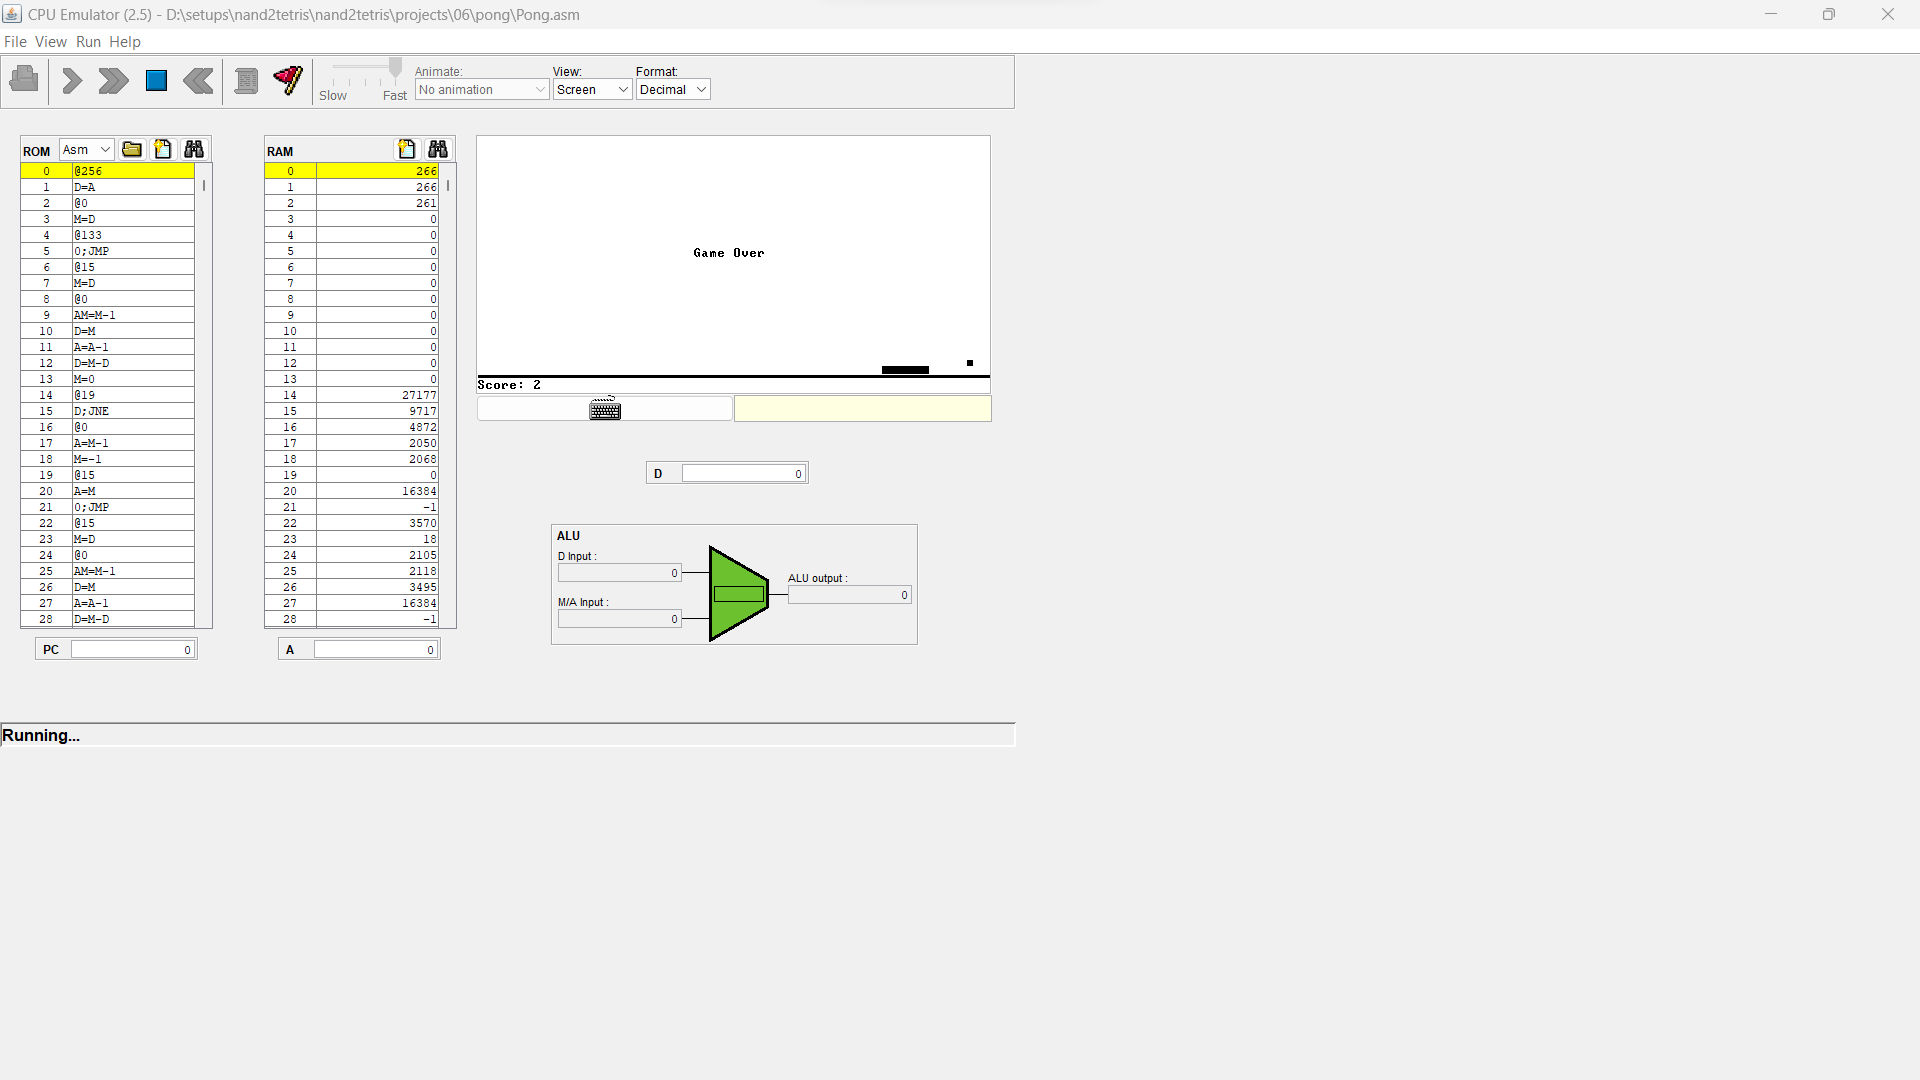 CPU Emulator (2.5) - D:\setups\nand2tetris\nand2tetris\projects\06\pong\Pong.asm
File View Run Help
Slow Fast
Animate:
No animation
View:
Screen
Format:
Decimal
ROM Asm
0 @256
1 D=A
2 @0
3 M=D
4 @133
5 0;JMP
6 @15
7 M=D
8 @0
9 AM=M-1
10 D=M
11 A=A-1
12 D=M-D
13 M=0
14 @19
15 D;JNE
16 @0
17 A=M-1
18 M=-1
19 @15
20 A=M
21 0;JMP
22 @15
23 M=D
24 @0
25 AM=M-1
26 D=M
27 A=A-1
28 D=M-D
PC 0
RAM
0 266
1 266
2 261
3 0
4 0
5 0
6 0
7 0
8 0
9 0
10 0
11 0
12 0
13 0
14 27177
15 9717
16 4872
17 2050
18 2068
19 0
20 16384
21 -1
22 3570
23 18
24 2105
25 2118
26 3495
27 16384
28 -1
A 0
Game Over
Score: 2
D 0
ALU
D Input :
0
M/A Input :
0
ALU output :
0
Running...